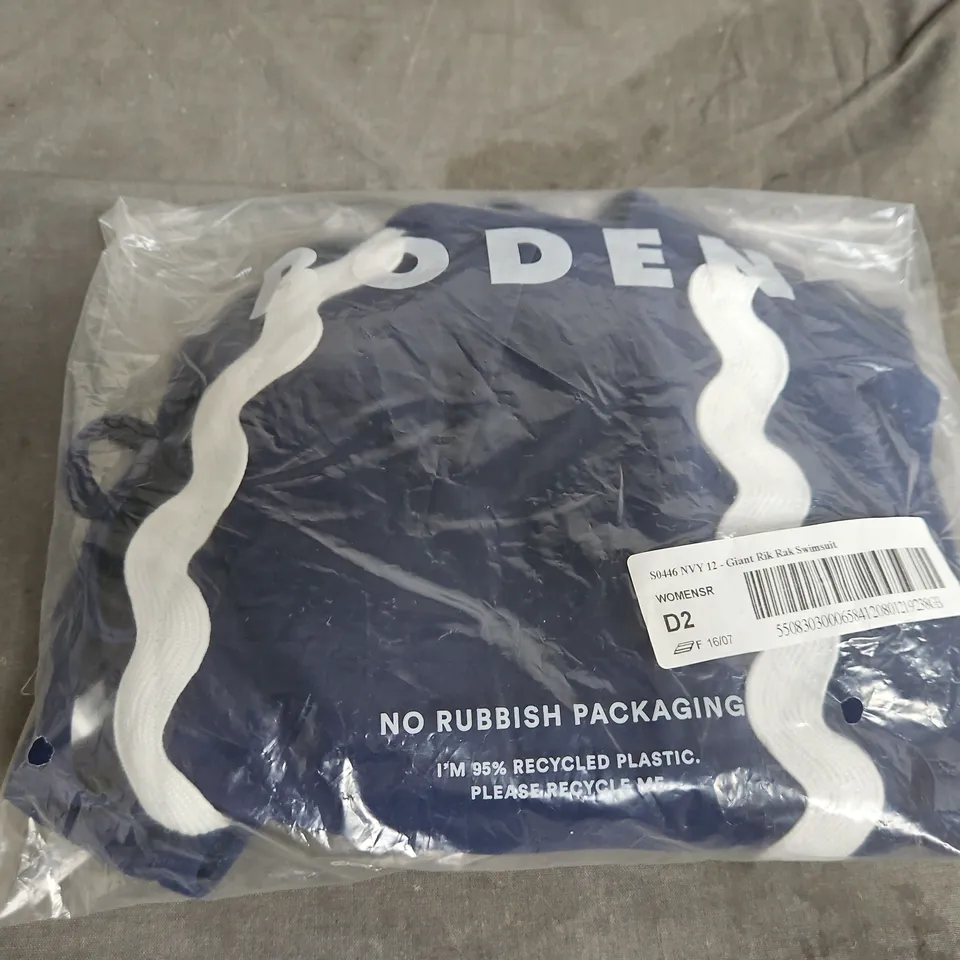 BODEN
S0446 NVY 12 - Giant Rik Rak Swimsuit
WOMENSR
D2
F 16/07
NO RUBBISH PACKAGING
I'M 95% RECYCLED PLASTIC.
PLEASE RECYCLE ME